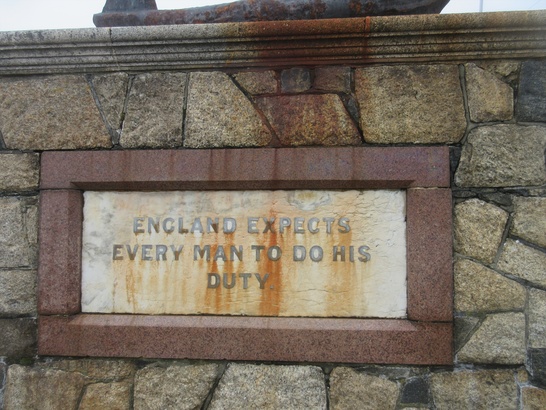 ENGLAND EXPECTS
EVERY MAN TO DO HIS
DUTY.